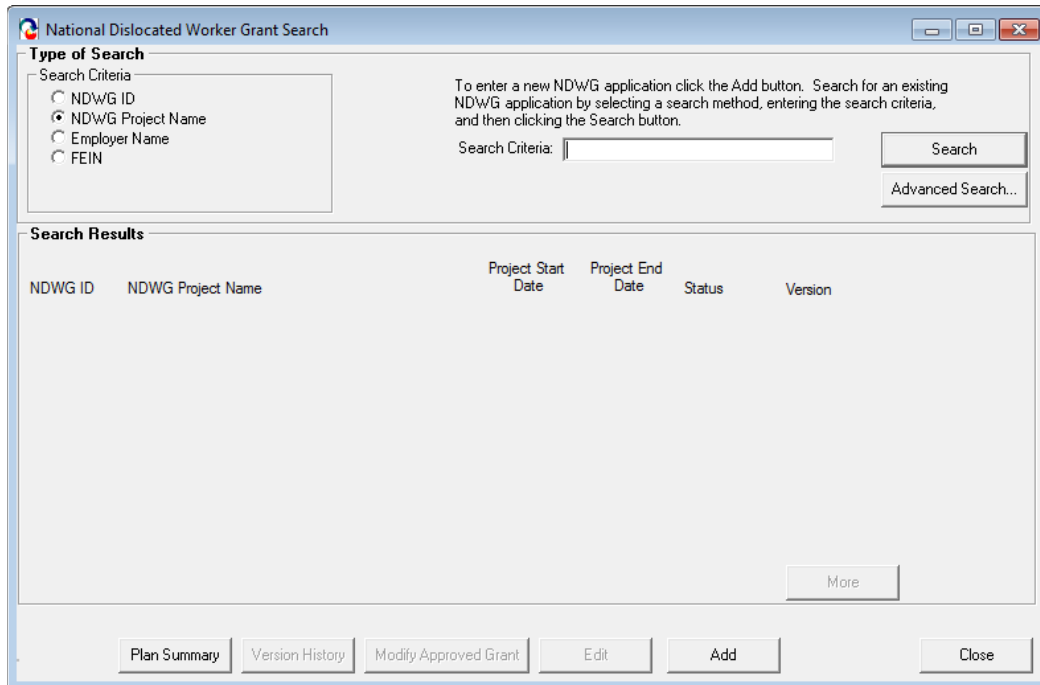 National Dislocated Worker Grant Search
Type of Search
Search Criteria
NDWG ID
NDWG Project Name
Employer Name
FEIN
To enter a new NDWG application click the Add button. Search for an existing
NDWG application by selecting a search method, entering the search criteria,
and then clicking the Search button.
Search Criteria:
Search
Advanced Search...
Search Results
NDWG ID NDWG Project Name Project Start Date Project End Date Status Version
More
Plan Summary Version History Modify Approved Grant Edit Add Close